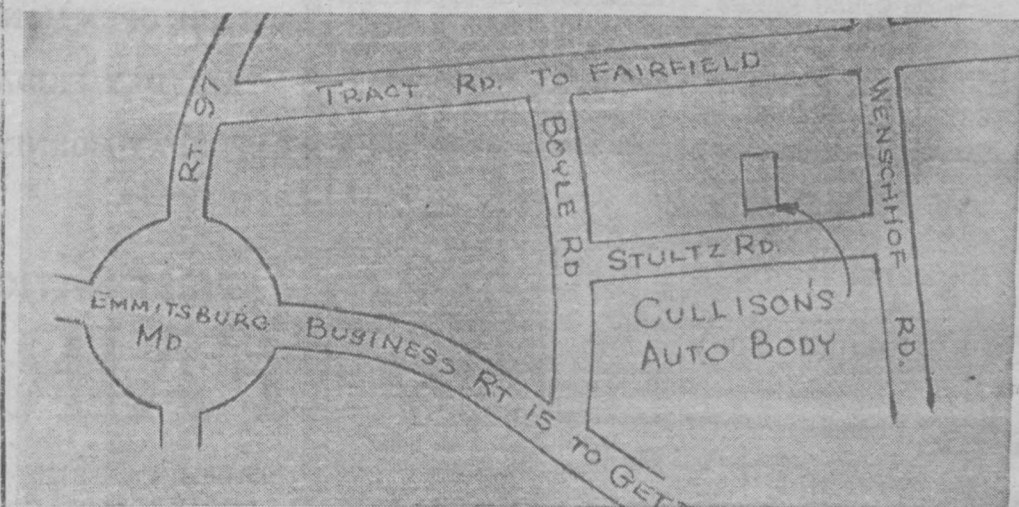 TRACT RD. TO FAIRFIELD
RT. 97
BOYLE RD
WENSCHHOF RD.
STULTZ RD.
EMMITSBURG
MD.
BUSINESS RT 15 TO GETT
CULLISON'S
AUTO BODY